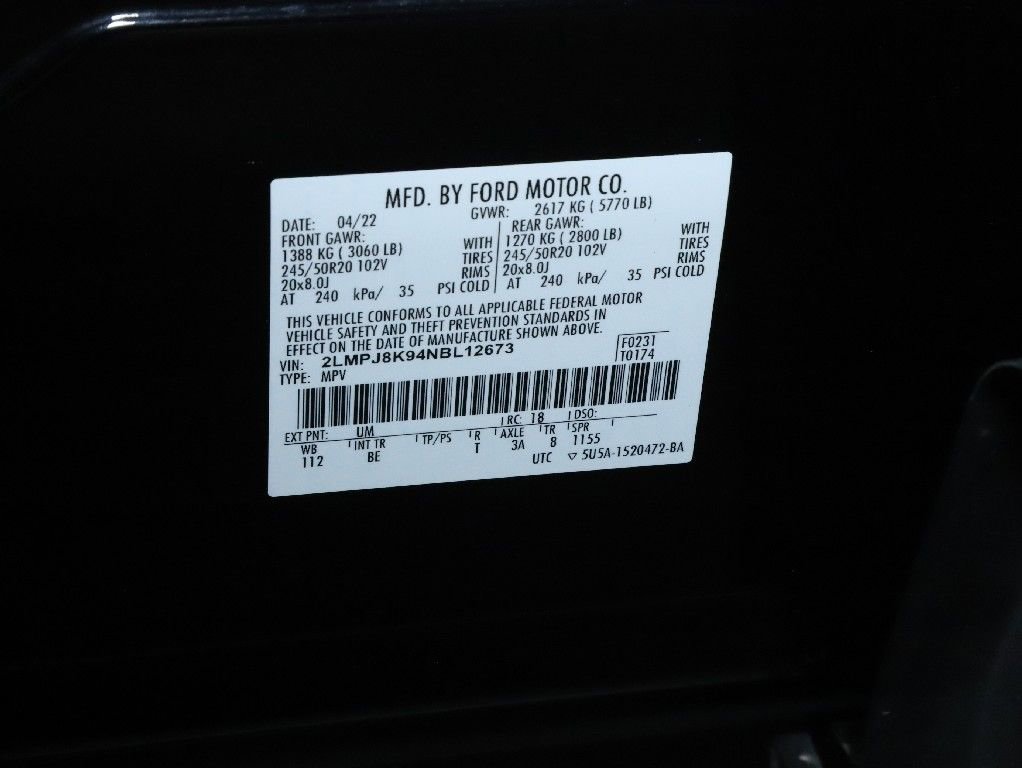 MFD. BY FORD MOTOR CO.
DATE: 04/22 GVWR: 2617 KG ( 5770 LB)
FRONT GAWR: REAR GAWR:
1388 KG ( 3060 LB) WITH 1270 KG ( 2800 LB) WITH
245/50R20 102V TIRES 245/50R20 102V TIRES
20x8.0J RIMS 20x8.0J RIMS
AT 240 kPa/ 35 PSI COLD AT 240 kPa/ 35 PSI COLD
THIS VEHICLE CONFORMS TO ALL APPLICABLE FEDERAL MOTOR
VEHICLE SAFETY AND THEFT PREVENTION STANDARDS IN
EFFECT ON THE DATE OF MANUFACTURE SHOWN ABOVE.
VIN: 2LMPJ8K94NBL12673 F0231
TYPE: MPV T0174
EXT PNT: UM RC: 18 DSO:
WB INT TR TP/PS R AXLE TR SPR
112 BE T 3A 8 1155
UTC ▽ 5U5A-1520472-BA